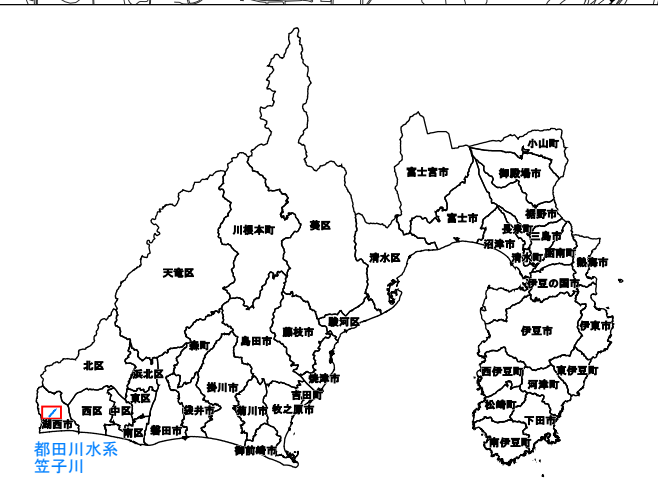 小山町
御殿場市
富士宮市
裾野市
富士市
長泉町
三島市
川根本町
葵区
沼津市
清水町
函南町
清水区
熱海市
天竜区
伊豆の国市
駿河区
伊東市
藤枝市
伊豆市
島田市
森町
北区
浜北区
西伊豆町
東伊豆町
焼津市
河津町
掛川市
吉田町
東区
松崎町
西区
中区
袋井市
菊川市
牧之原市
下田市
湖西市
南区
磐田市
南伊豆町
御前崎市
都田川水系
笠子川